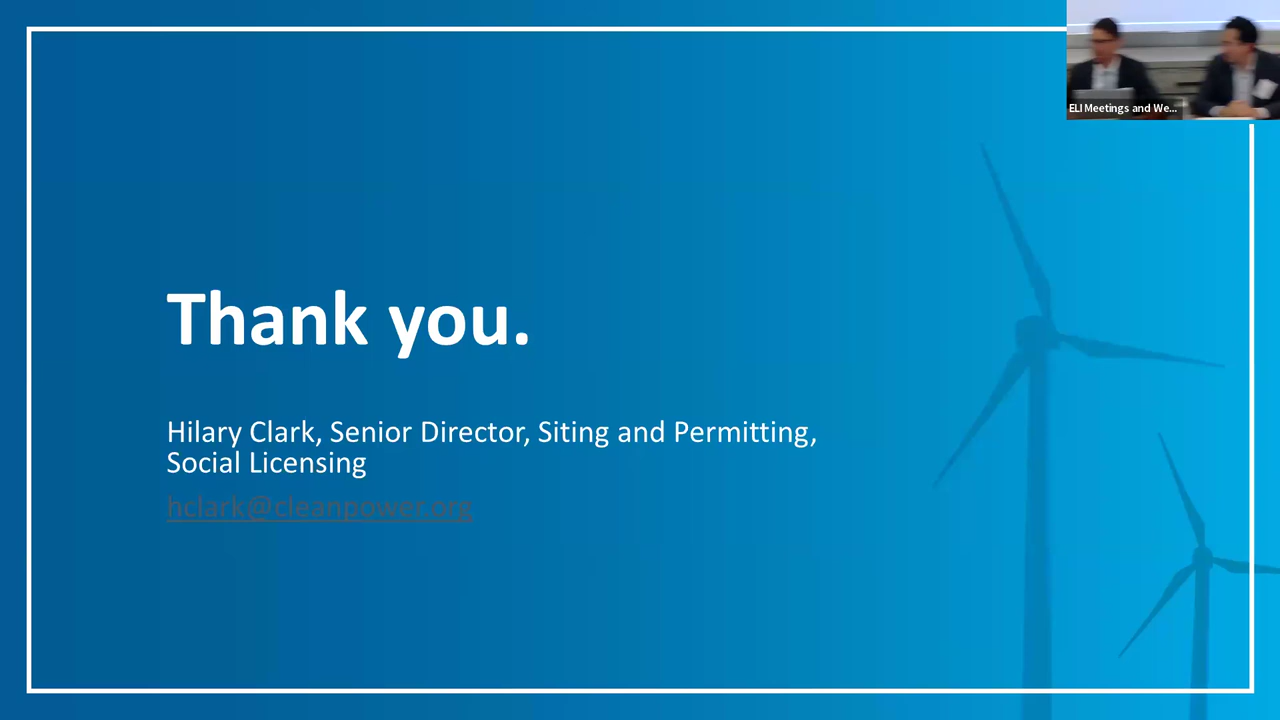 ELI Meetings and We...
Thank you.
Hilary Clark, Senior Director, Siting and Permitting,
Social Licensing
hclark@cleanpower.org